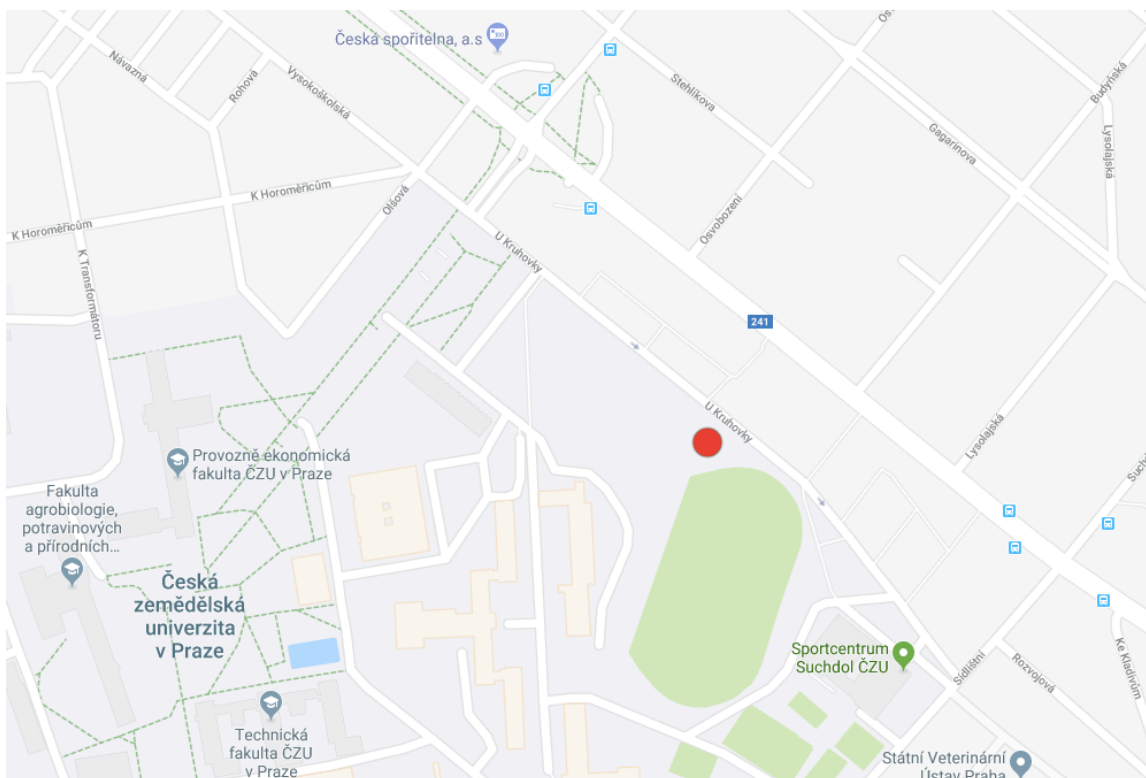 Česká spořitelna, a.s
Návazná
Rohová
Vysokoškolská
Stehlíkova
Budyňská
Lysolajská
Gagarinova
K Horoměřicům
K Horoměřicům
Olšová
Osvobození
K Transformátoru
U Kruhovky
241
U Kruhovky
Lysolajská
Provozně ekonomická
fakulta ČZU v Praze
Fakulta
agrobiologie,
potravinových
a přírodních...
Česká
zemědělská
univerzita
v Praze
Sportcentrum
Suchdol ČZU
Sídlištní
Rozvojová
Ke Kladivům
Technická
fakulta ČZU
v Praze
Státní Veterinární
Ústav Praha